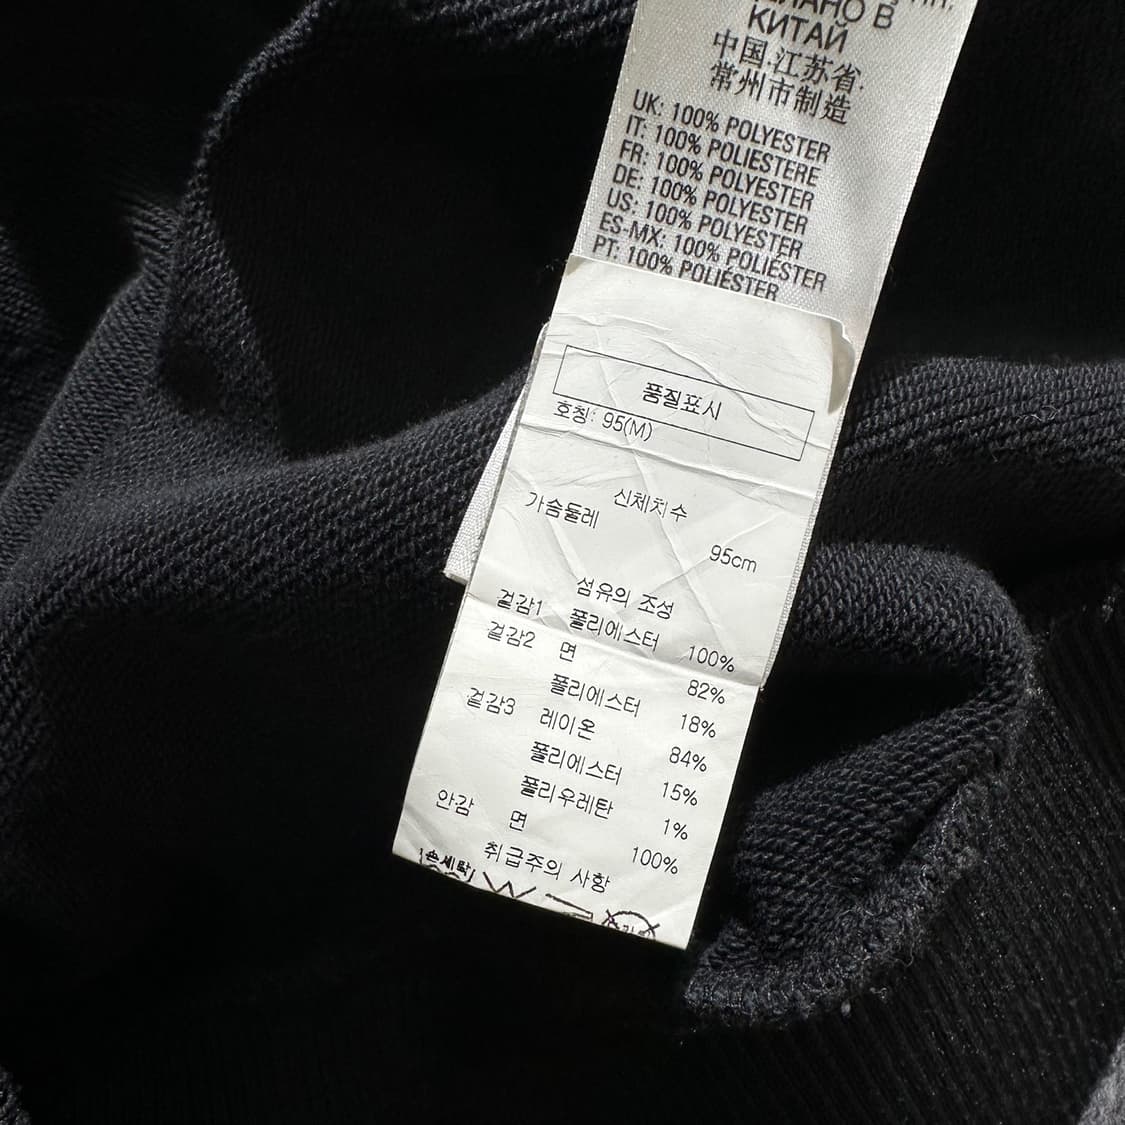 КИТАЙ
中国.江苏省.
常州市制造
UK: 100% POLYESTER
IT: 100% POLIESTERE
FR: 100% POLYESTER
DE: 100% POLYESTER
US: 100% POLYESTER
ES-MX: 100% POLIÉSTER
PT: 100% POLIÉSTER
품질표시
호칭: 95(M)
신체치수
가슴둘레 95cm
섬유의 조성
겉감1 폴리에스터 100%
겉감2 면 82%
폴리에스터 18%
겉감3 레이온 84%
폴리에스터 15%
폴리우레탄 1%
안감 면 100%
취급주의 사항
손세탁